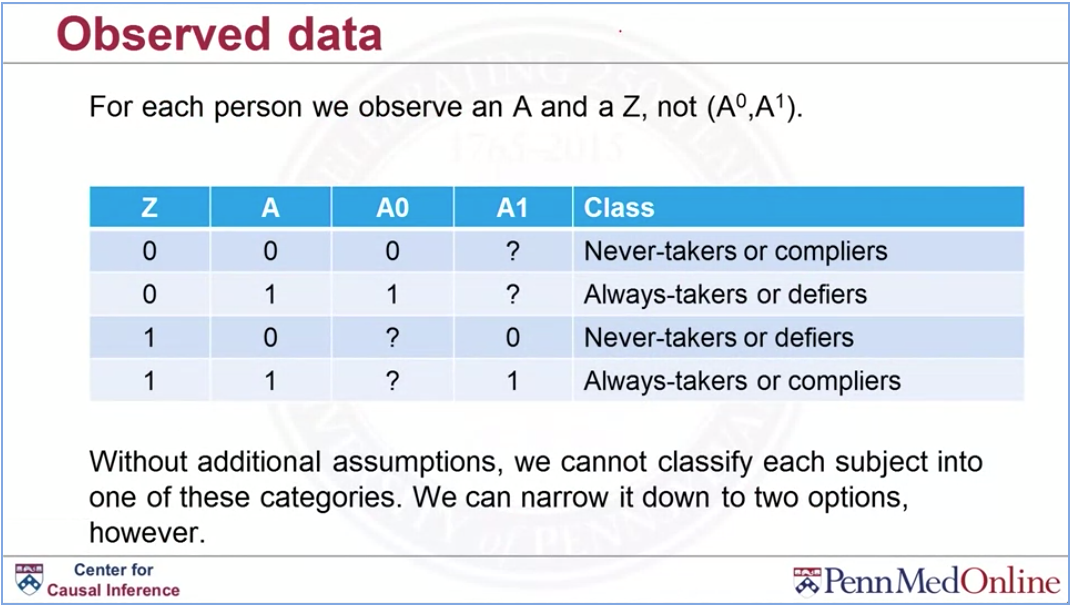 Observed data
For each person we observe an A and a Z, not (A⁰,A¹).
Z A A0 A1 Class
0 0 0 ? Never-takers or compliers
0 1 1 ? Always-takers or defiers
1 0 ? 0 Never-takers or defiers
1 1 ? 1 Always-takers or compliers
Without additional assumptions, we cannot classify each subject into
one of these categories. We can narrow it down to two options,
however.
Center for
Causal Inference
PennMedOnline